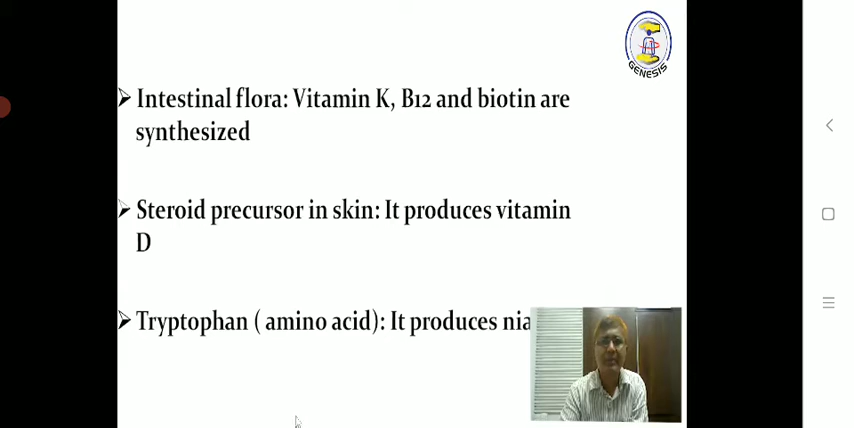 GENESIS
Intestinal flora: Vitamin K, B12 and biotin are
synthesized
Steroid precursor in skin: It produces vitamin
D
Tryptophan ( amino acid): It produces